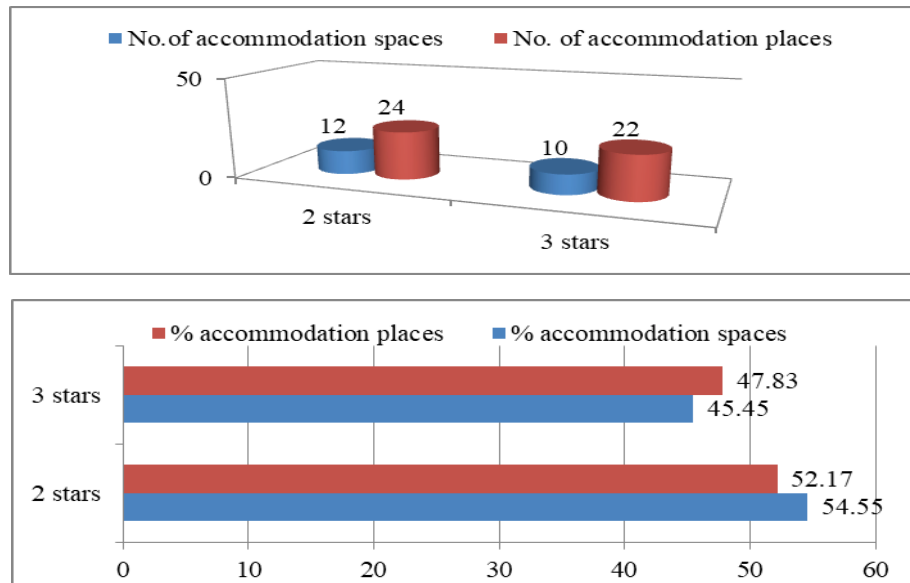 No.of accommodation spaces No. of accommodation places
50
24
12
22
10
0
2 stars
3 stars
% accommodation places % accommodation spaces
3 stars
47.83
45.45
2 stars
52.17
54.55
0 10 20 30 40 50 60